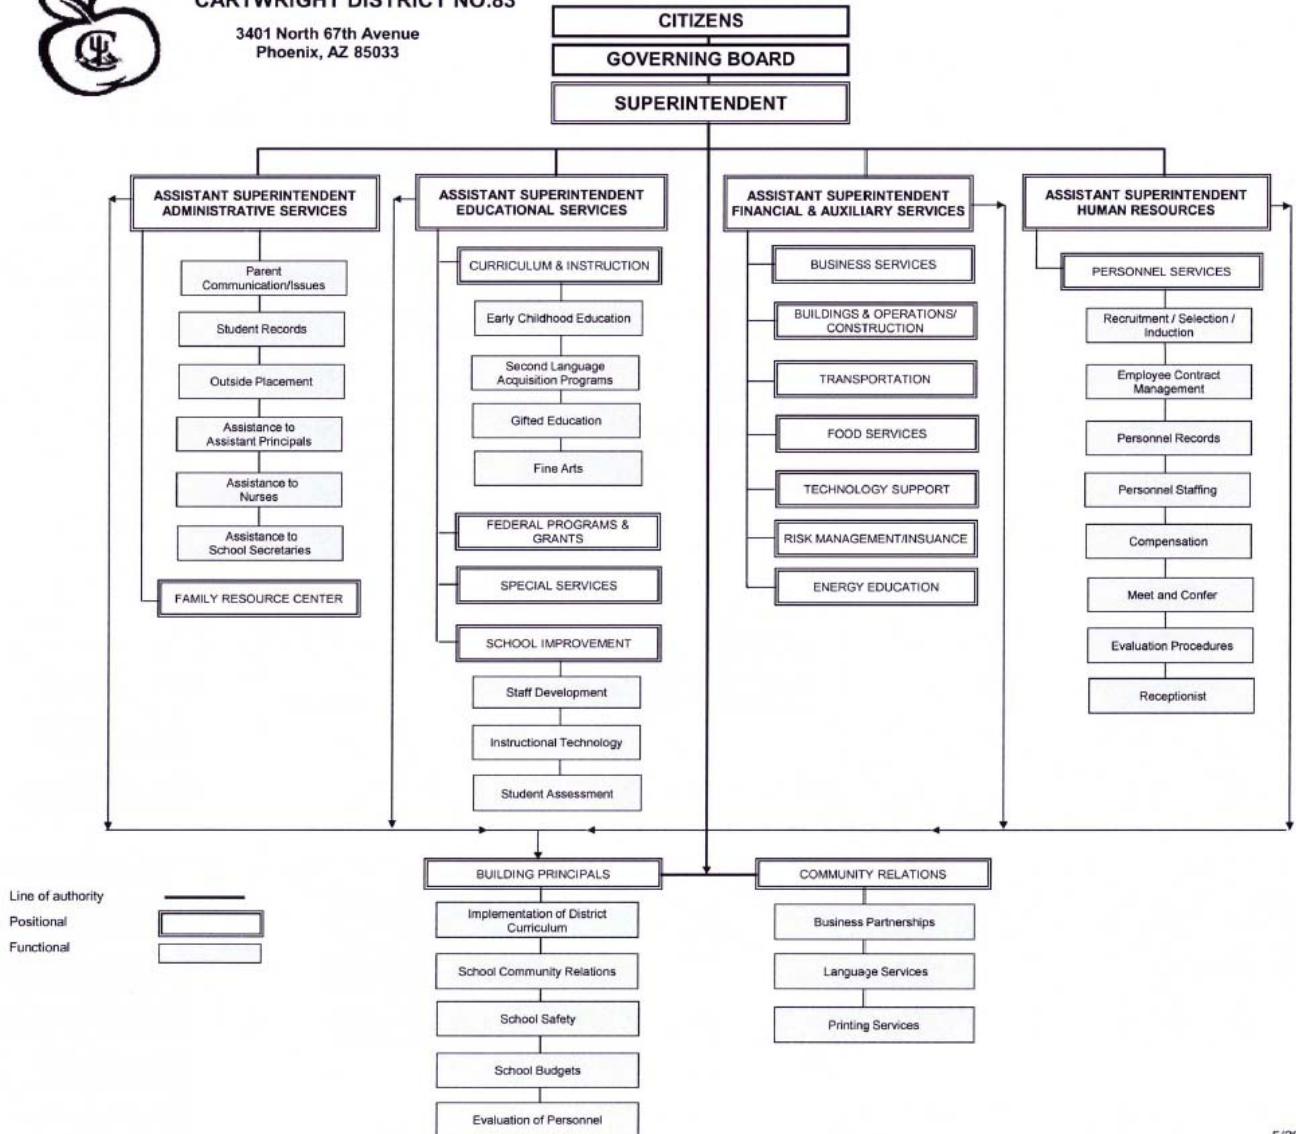 CARTWRIGHT DISTRICT NO.83
3401 North 67th Avenue
Phoenix, AZ 85033
CITIZENS
GOVERNING BOARD
SUPERINTENDENT
ASSISTANT SUPERINTENDENT
ADMINISTRATIVE SERVICES
Parent
Communication/Issues
Student Records
Outside Placement
Assistance to
Assistant Principals
Assistance to
Nurses
Assistance to
School Secretaries
FAMILY RESOURCE CENTER
ASSISTANT SUPERINTENDENT
EDUCATIONAL SERVICES
CURRICULUM & INSTRUCTION
Early Childhood Education
Second Language
Acquisition Programs
Gifted Education
Fine Arts
FEDERAL PROGRAMS &
GRANTS
SPECIAL SERVICES
SCHOOL IMPROVEMENT
Staff Development
Instructional Technology
Student Assessment
ASSISTANT SUPERINTENDENT
FINANCIAL & AUXILIARY SERVICES
BUSINESS SERVICES
BUILDINGS & OPERATIONS/
CONSTRUCTION
TRANSPORTATION
FOOD SERVICES
TECHNOLOGY SUPPORT
RISK MANAGEMENT/INSUANCE
ENERGY EDUCATION
ASSISTANT SUPERINTENDENT
HUMAN RESOURCES
PERSONNEL SERVICES
Recruitment / Selection /
Induction
Employee Contract
Management
Personnel Records
Personnel Staffing
Compensation
Meet and Confer
Evaluation Procedures
Receptionist
BUILDING PRINCIPALS
Implementation of District
Curriculum
School Community Relations
School Safety
School Budgets
Evaluation of Personnel
COMMUNITY RELATIONS
Business Partnerships
Language Services
Printing Services
Line of authority
Positional
Functional